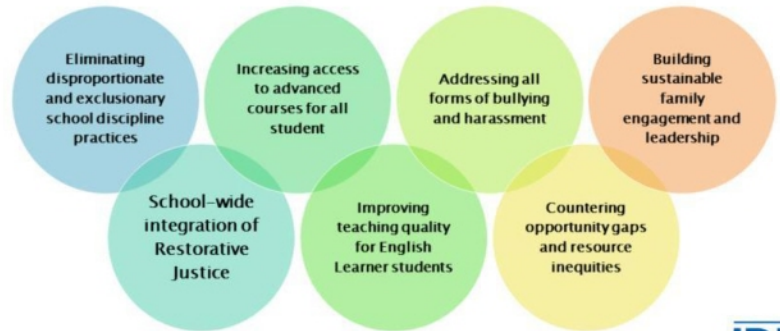 Eliminating
disproportionate
and exclusionary
school discipline
practices
Increasing access
to advanced
courses for all
student
Addressing all
forms of bullying
and harassment
Building
sustainable
family
engagement and
leadership
School-wide
integration of
Restorative
Justice
Improving
teaching quality
for English
Learner students
Countering
opportunity gaps
and resource
inequities